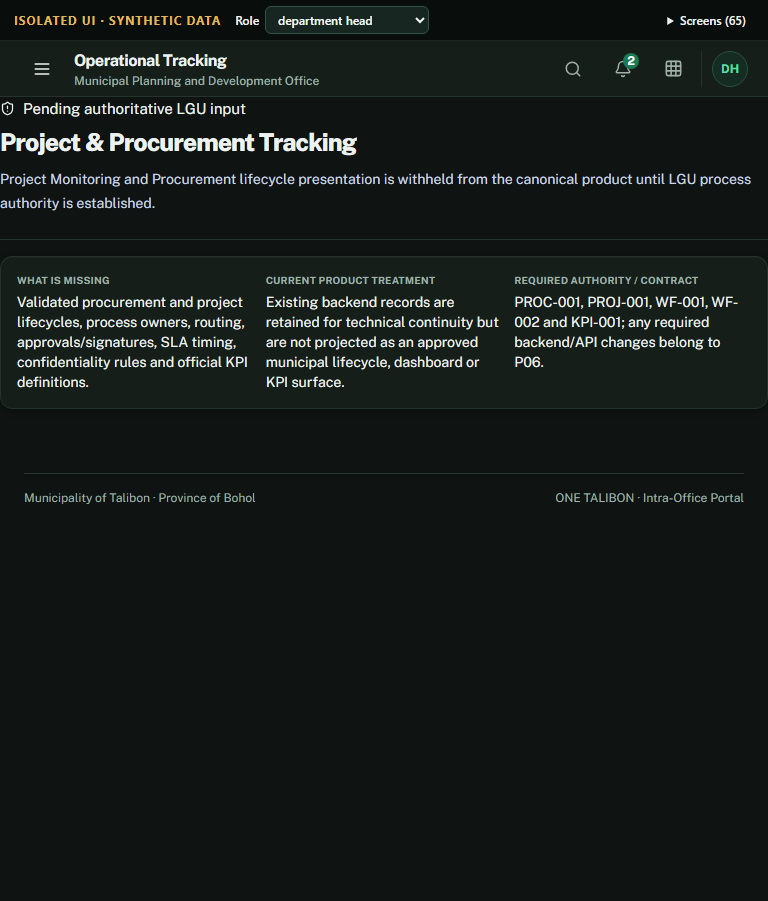 ISOLATED UI · SYNTHETIC DATA Role department head Screens (65)
Operational Tracking
Municipal Planning and Development Office
2
DH
Pending authoritative LGU input
Project & Procurement Tracking
Project Monitoring and Procurement lifecycle presentation is withheld from the canonical product until LGU process
authority is established.
WHAT IS MISSING
Validated procurement and project
lifecycles, process owners, routing,
approvals/signatures, SLA timing,
confidentiality rules and official KPI
definitions.
CURRENT PRODUCT TREATMENT
Existing backend records are
retained for technical continuity but
are not projected as an approved
municipal lifecycle, dashboard or
KPI surface.
REQUIRED AUTHORITY / CONTRACT
PROC-001, PROJ-001, WF-001, WF-
002 and KPI-001; any required
backend/API changes belong to
P06.
Municipality of Talibon · Province of Bohol
ONE TALIBON · Intra-Office Portal